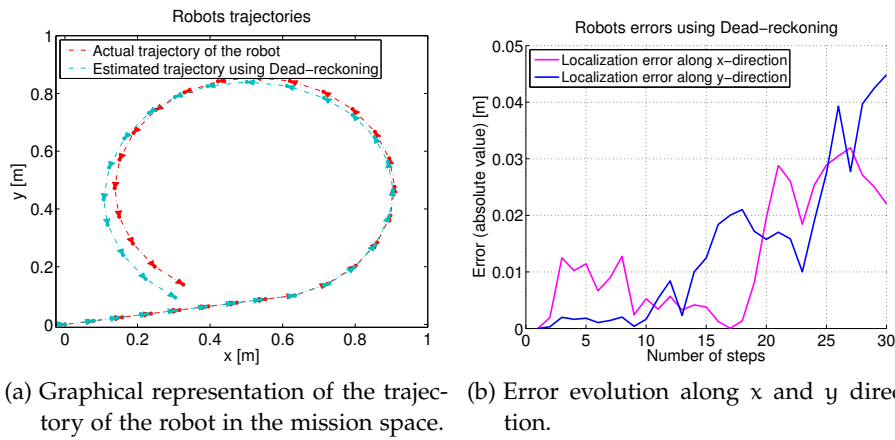 Robots trajectories
Actual trajectory of the robot
Estimated trajectory using Dead-reckoning
1
0.8
0.6
0.4
0.2
0
y [m]
0
0.2
0.4
0.6
0.8
1
x [m]
(a) Graphical representation of the trajec-
tory of the robot in the mission space.
Robots errors using Dead-reckoning
Localization error along x-direction
Localization error along y-direction
0.05
0.04
0.03
0.02
0.01
0
Error (absolute value) [m]
0
5
10
15
20
25
30
Number of steps
(b) Error evolution along x and y direc-
tion.